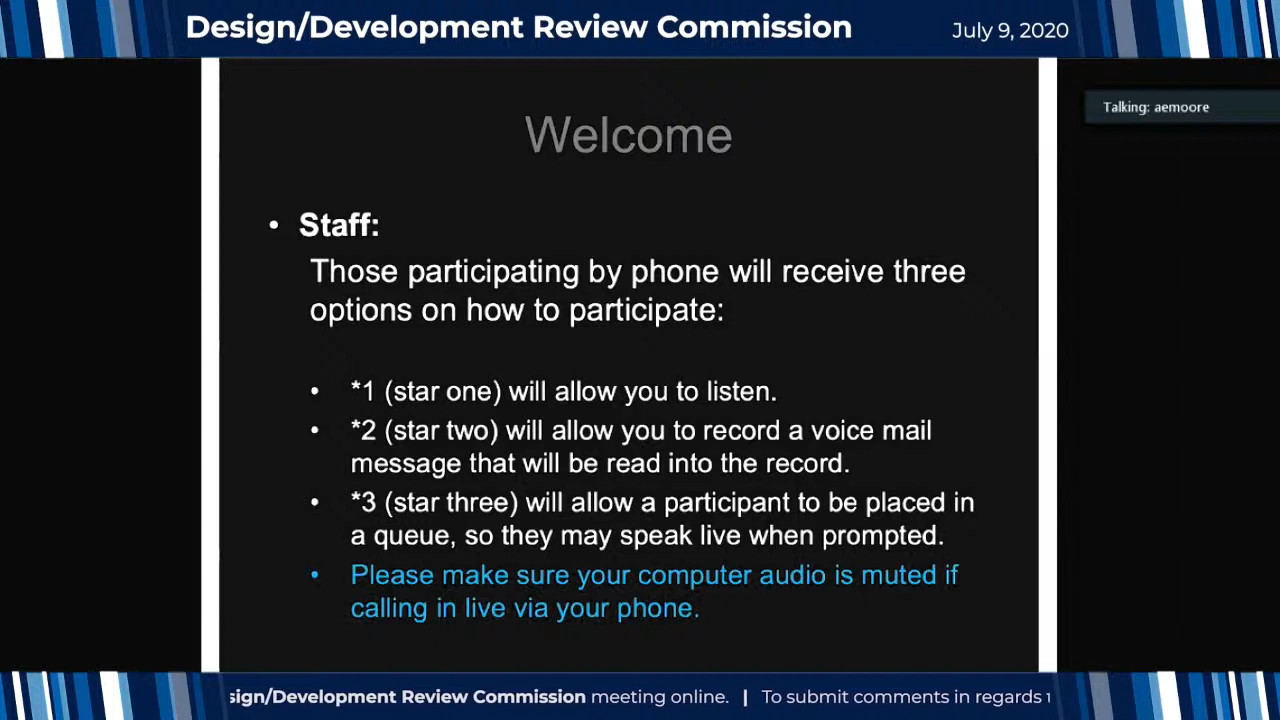 Design/Development Review Commission
July 9, 2020
Talking: aemoore
Welcome
• Staff:
Those participating by phone will receive three
options on how to participate:
• *1 (star one) will allow you to listen.
• *2 (star two) will allow you to record a voice mail
message that will be read into the record.
• *3 (star three) will allow a participant to be placed in
a queue, so they may speak live when prompted.
• Please make sure your computer audio is muted if
calling in live via your phone.
sign/Development Review Commission meeting online. | To submit comments in regards